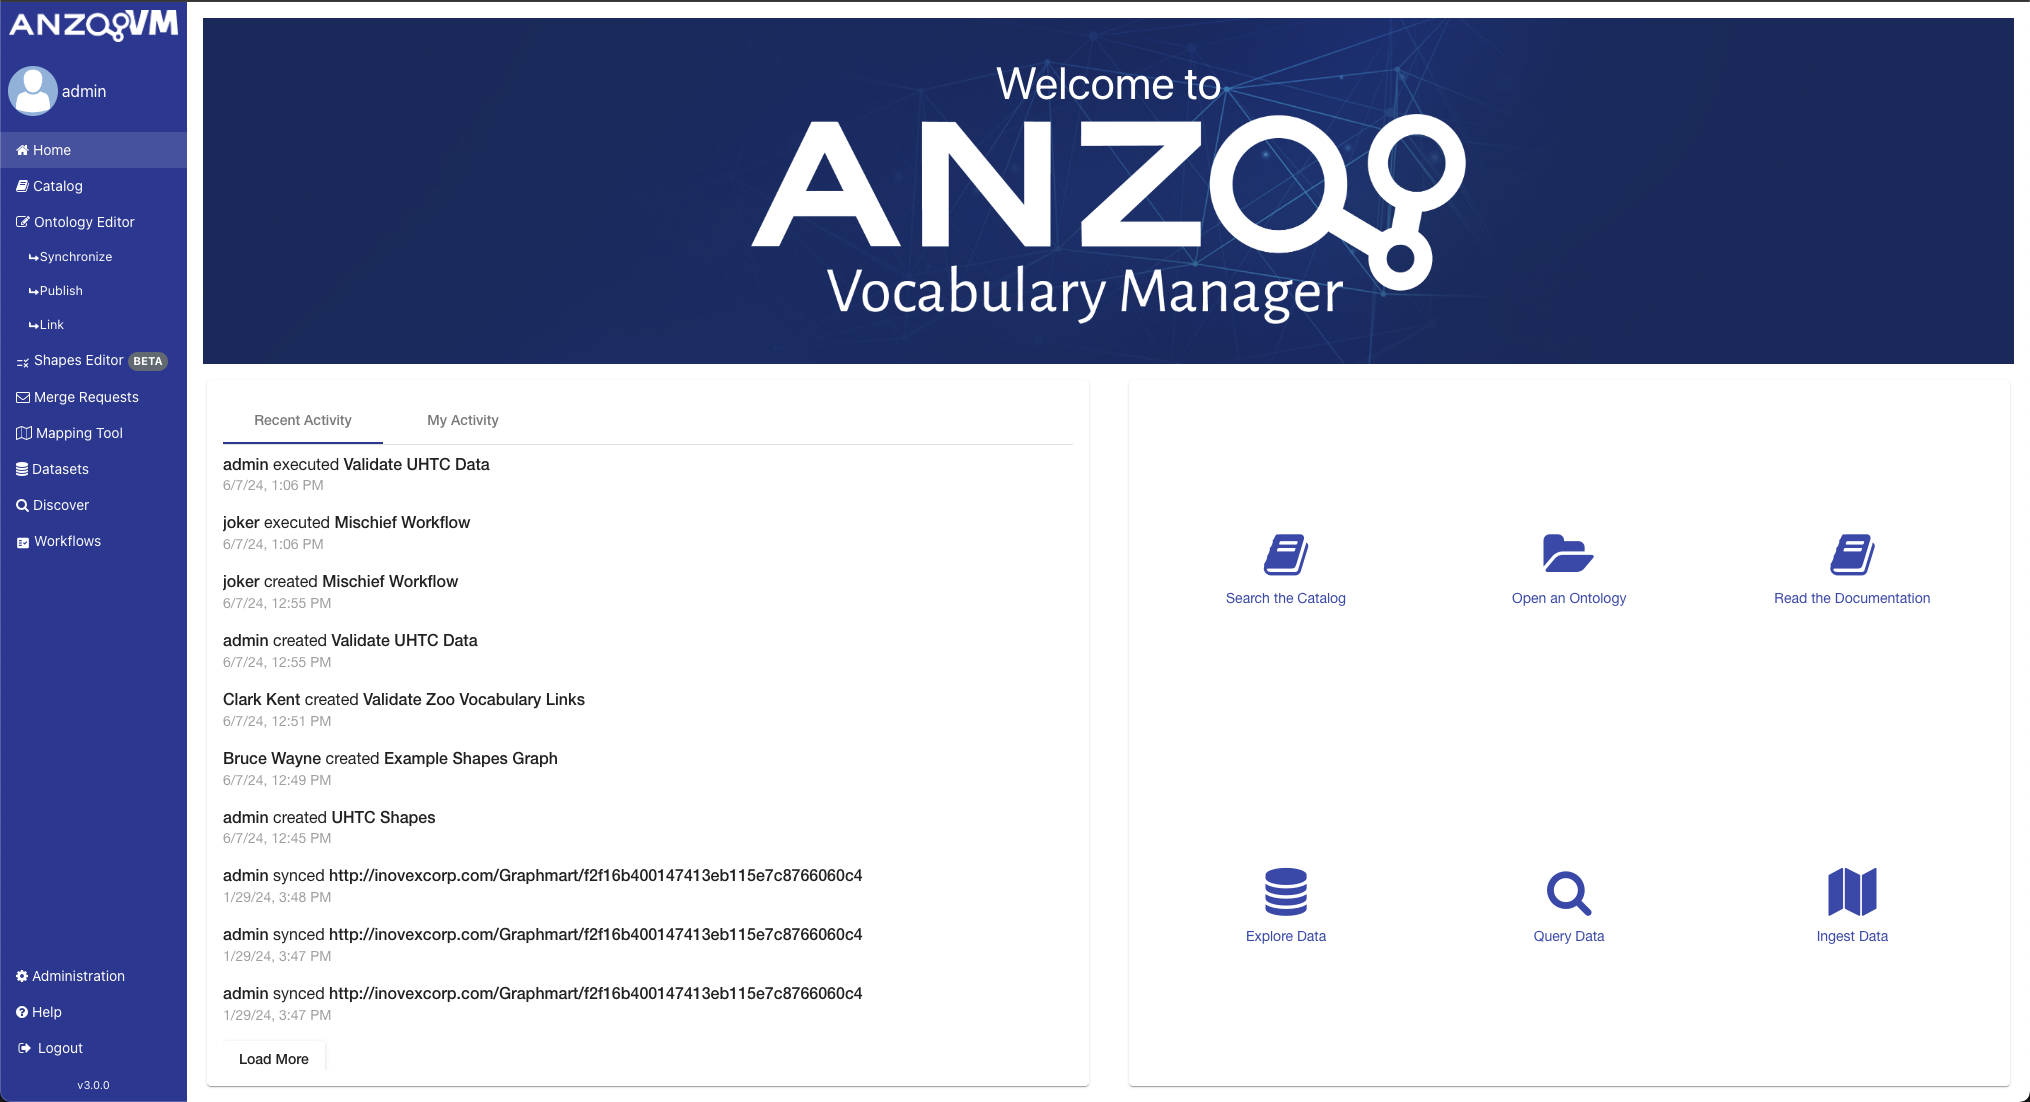 ANZO VM
admin
Home
Catalog
Ontology Editor
Synchronize
Publish
Link
Shapes Editor BETA
Merge Requests
Mapping Tool
Datasets
Discover
Workflows
Administration
Help
Logout
v3.0.0
Welcome to
ANZO
Vocabulary Manager
Recent Activity My Activity
admin executed Validate UHTC Data
6/7/24, 1:06 PM
joker executed Mischief Workflow
6/7/24, 1:06 PM
joker created Mischief Workflow
6/7/24, 12:55 PM
admin created Validate UHTC Data
6/7/24, 12:55 PM
Clark Kent created Validate Zoo Vocabulary Links
6/7/24, 12:51 PM
Bruce Wayne created Example Shapes Graph
6/7/24, 12:49 PM
admin created UHTC Shapes
6/7/24, 12:45 PM
admin synced http://inovexcorp.com/Graphmart/f2f16b400147413eb115e7c8766060c4
1/29/24, 3:48 PM
admin synced http://inovexcorp.com/Graphmart/f2f16b400147413eb115e7c8766060c4
1/29/24, 3:47 PM
admin synced http://inovexcorp.com/Graphmart/f2f16b400147413eb115e7c8766060c4
1/29/24, 3:47 PM
Load More
Search the Catalog
Open an Ontology
Read the Documentation
Explore Data
Query Data
Ingest Data